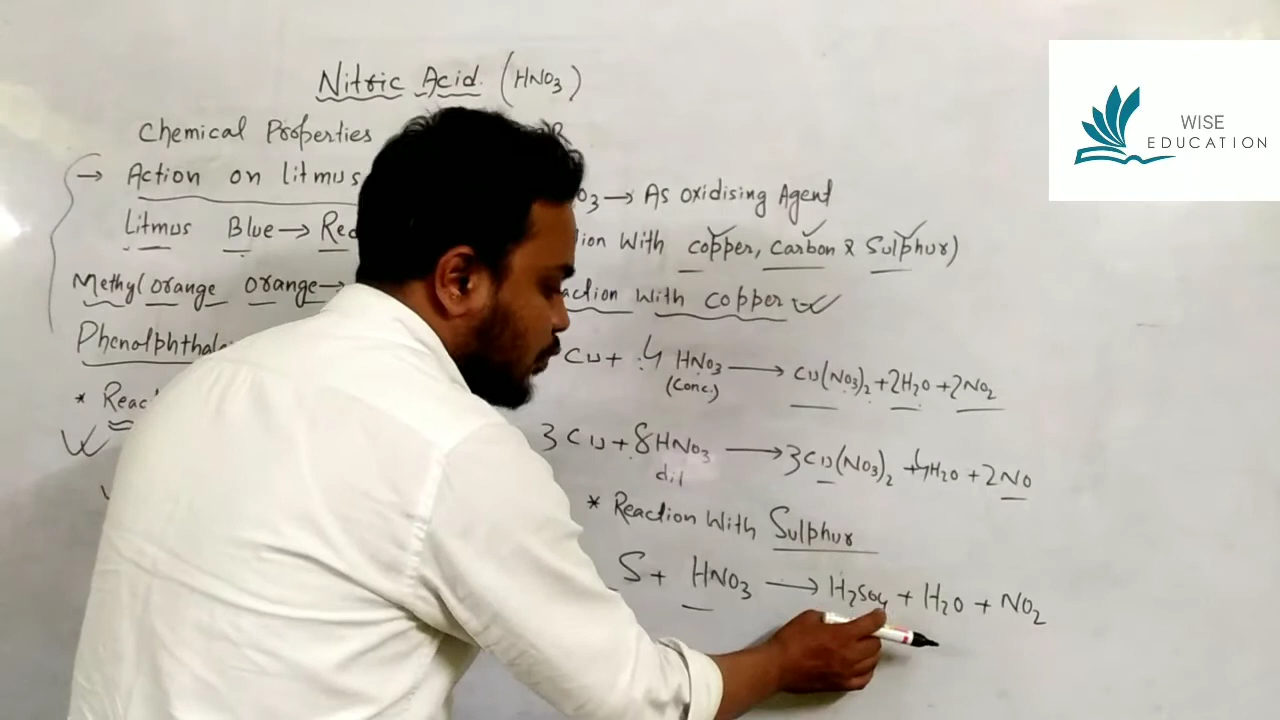 Nitric Acid. (HNO3)
Chemical Properties
→ Action on litmus
Litmus Blue → Red
Methyl orange orange →
Phenolphthale
* Reac
O3 → As oxidising Agent
ion With copper, Carbon & Sulphur)
action With copper
Cu + 4 HNO3 → Cu(NO3)2 + 2H2O + 2NO2
(Conc.)
3Cu + 8HNO3 → 3Cu(NO3)2 + 4H2O + 2NO
dil
* Reaction With Sulphur
S + HNO3 → H2SO4 + H2O + NO2
WISE
EDUCATION